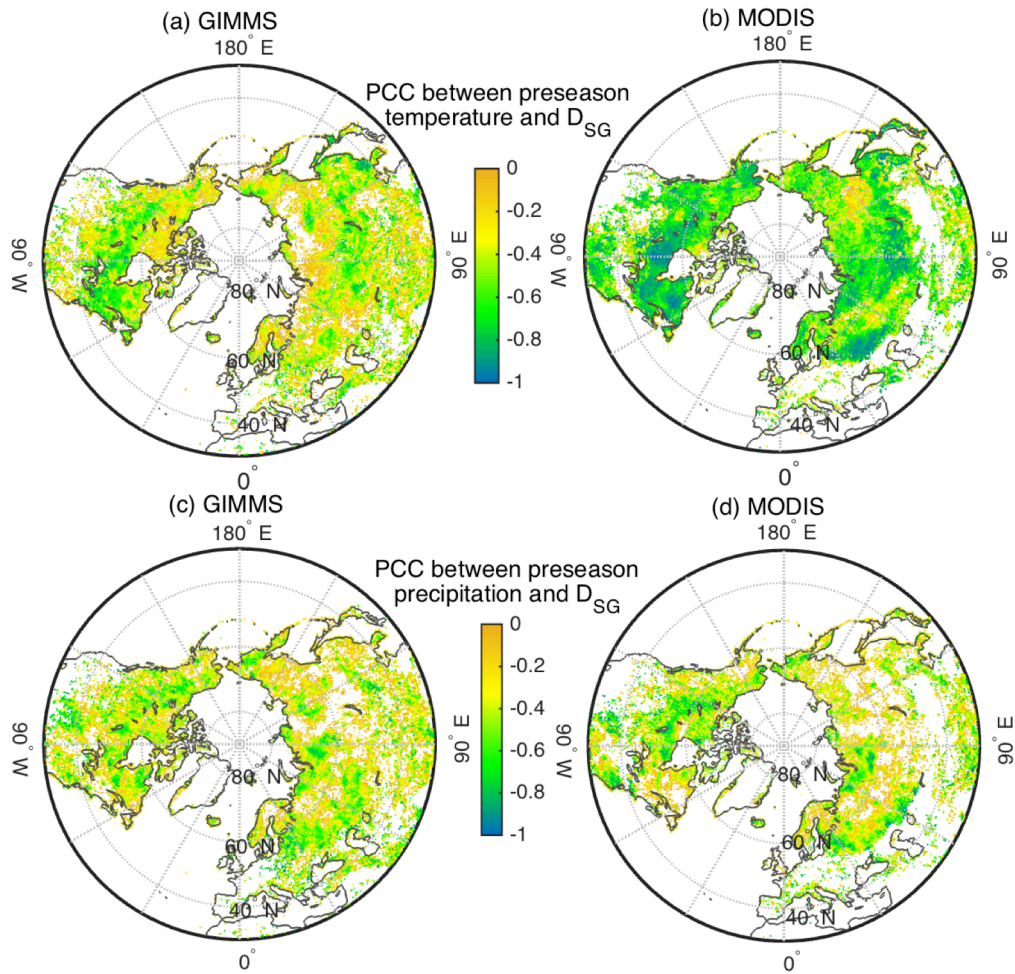 (a) GIMMS
180° E
(b) MODIS
180° E
PCC between preseason
temperature and D_SG
0
-0.2
-0.4
-0.6
-0.8
-1
90° W
80 N
60 N
40° N
0°
90° E
90° W
80 N
60 N
40 N
0°
90° E
(c) GIMMS
180° E
(d) MODIS
180° E
PCC between preseason
precipitation and D_SG
0
-0.2
-0.4
-0.6
-0.8
-1
90° W
80 N
60 N
40° N
0°
90° E
90° W
80 N
60 N
40 N
0°
90° E